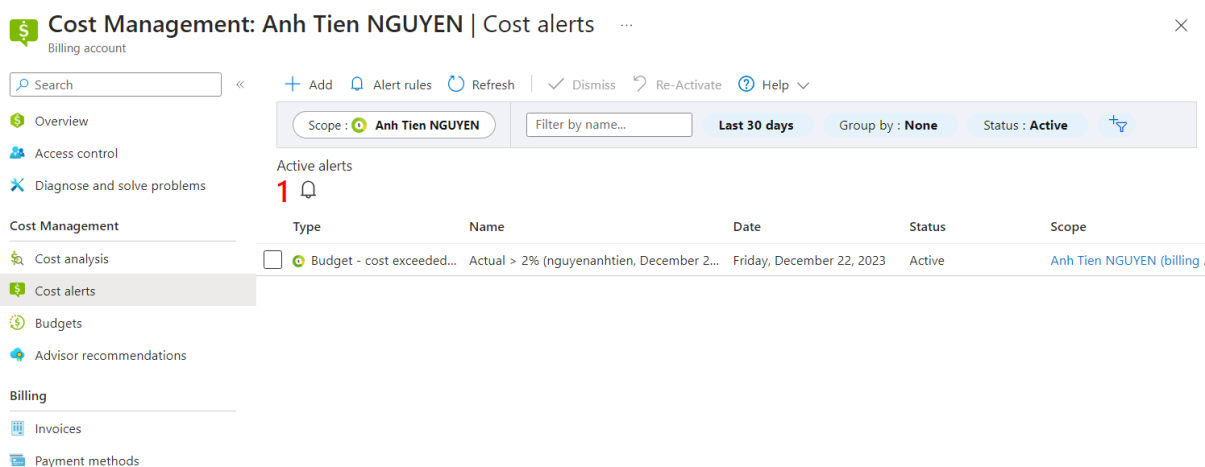 Cost Management: Anh Tien NGUYEN | Cost alerts ...
Billing account
Search
Overview
Access control
Diagnose and solve problems
Cost Management
Cost analysis
Cost alerts
Budgets
Advisor recommendations
Billing
Invoices
Payment methods
Add Alert rules Refresh Dismiss Re-Activate Help
Scope : Anh Tien NGUYEN Filter by name... Last 30 days Group by : None Status : Active
Active alerts
1
Type Name Date Status Scope
Budget - cost exceeded... Actual > 2% (nguyenanhtien, December 2... Friday, December 22, 2023 Active Anh Tien NGUYEN (billing